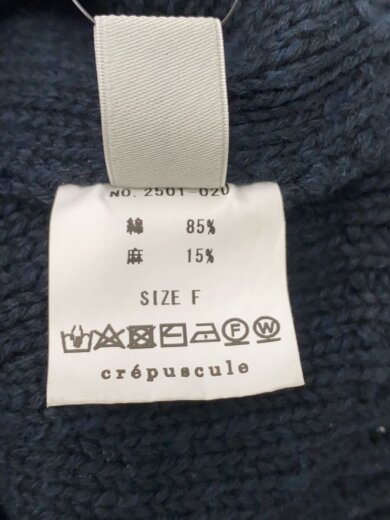 NO. 2501-020
綿 85%
麻 15%
SIZE F
F W
crépuscule